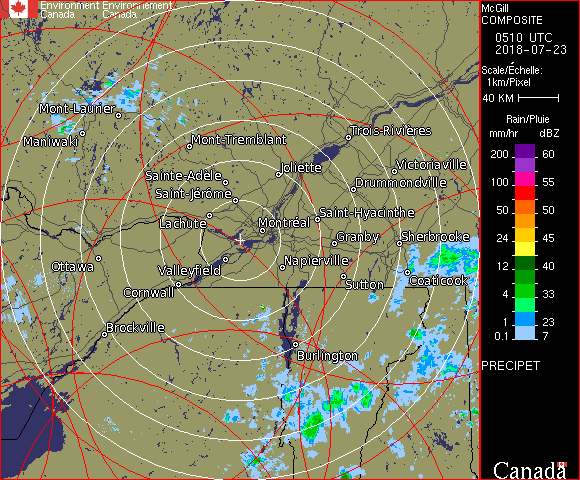 Environment Environnement
Canada Canada
McGill
COMPOSITE
0510 UTC
2018-07-23
Scale/Échelle:
1km/Pixel
40 KM
Rain/Pluie
mm/hr dBZ
200 60
100 55
50 50
24 45
12 40
4 33
2 23
0.1 7
PRECIPET
Canada
Mont-Laurier
Maniwaki
Mont-Tremblant
Trois-Rivières
Joliette
Victoriaville
Sainte-Adèle
Drummondville
Saint-Jérôme
Saint-Hyacinthe
Lachute
Montréal
Granby
Sherbrooke
Ottawa
Valleyfield
Napierville
Sutton
Coaticook
Cornwall
Brockville
Burlington